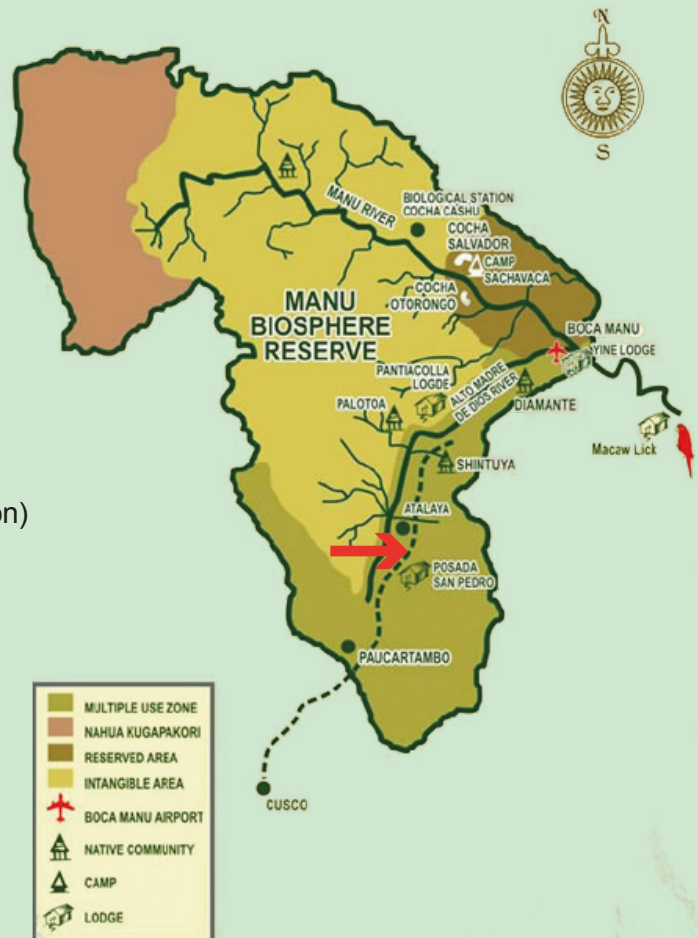 N
S
MANU RIVER
BIOLOGICAL STATION
COCHA CASHU
COCHA
SALVADOR
CAMP
SACHAVACA
COCHA
OTORONGO
MANU
BIOSPHERE
RESERVE
BOCA MANU
YINE LODGE
PANTIACOLLA
LOGDE
ALTO MADRE
DE DIOS RIVER
PALOTOA
DIAMANTE
Macaw Lick
SHINTUYA
on)
ATALAYA
POSADA
SAN PEDRO
PAUCARTAMBO
MULTIPLE USE ZONE
NAHUA KUGAPAKORI
RESERVED AREA
INTANGIBLE AREA
BOCA MANU AIRPORT
NATIVE COMMUNITY
CAMP
LODGE
CUSCO